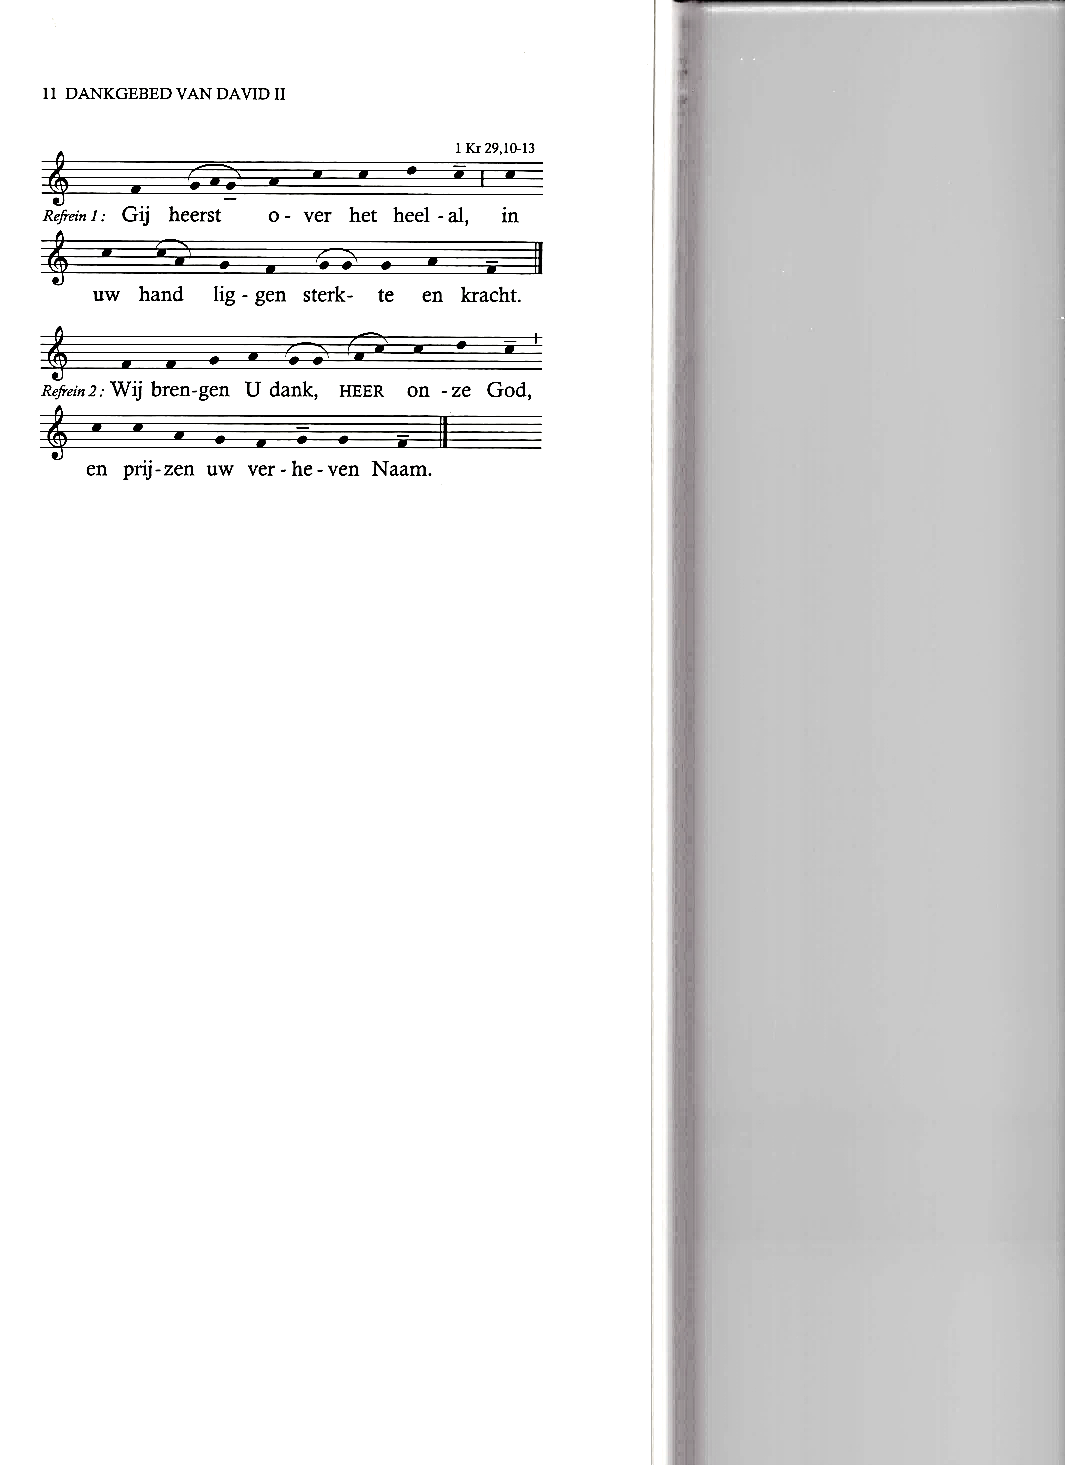 11 DANKGEBED VAN DAVID II
1 Kr 29,10-13
Refrein 1: Gij heerst o - ver het heel - al, in
uw hand lig - gen sterk- te en kracht.
Refrein 2: Wij bren-gen U dank, HEER on - ze God,
en prij-zen uw ver - he - ven Naam.